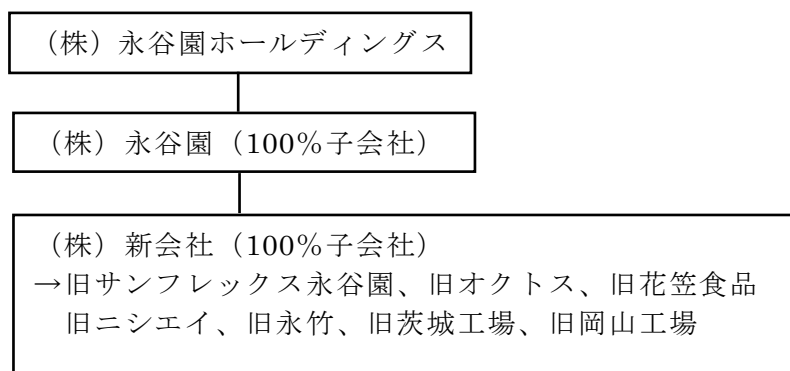 （株）永谷園ホールディングス
（株）永谷園（100％子会社）
（株）新会社（100％子会社）
→旧サンフレックス永谷園、旧オクトス、旧花笠食品
旧ニシエイ、旧永竹、旧茨城工場、旧岡山工場